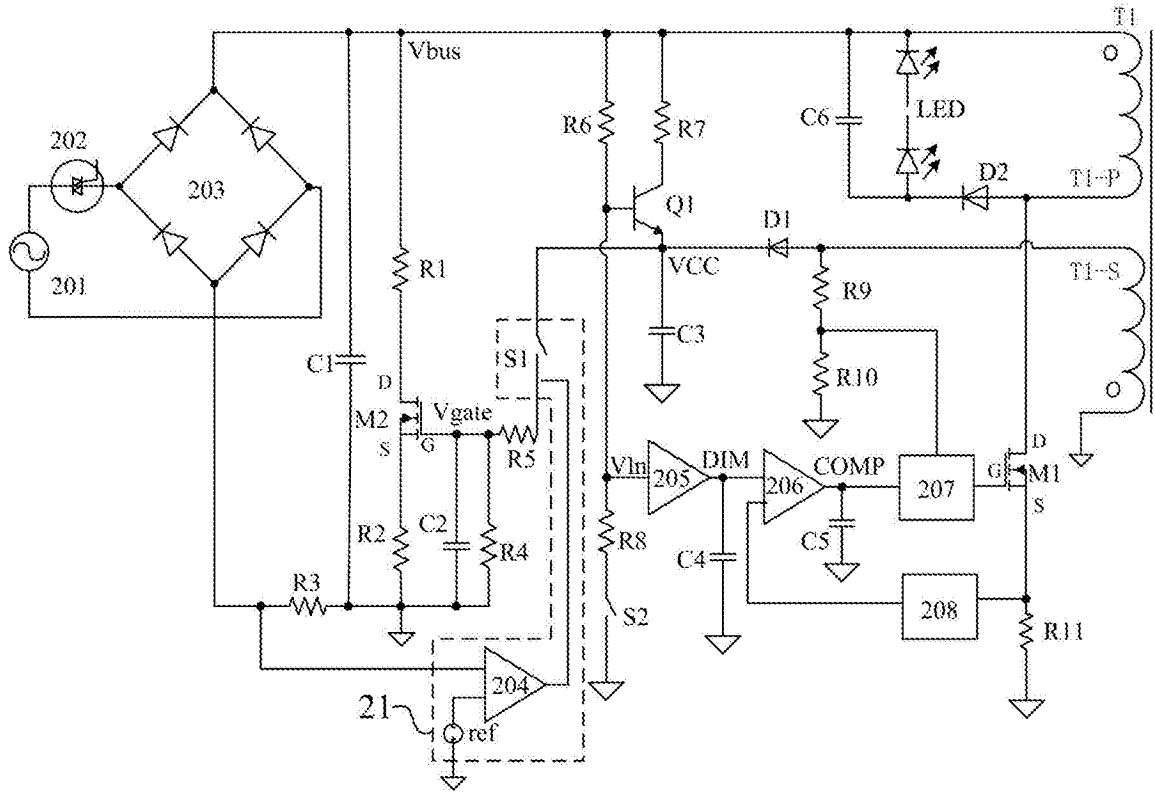 T1
Vbus
202
203
R6
R7
C6
LED
D2
T1-P
Q1
D1
201
R1
VCC
T1-S
R9
C3
C1
S1
R10
D
M2
Vgate
S
G
R5
VIn
205
DIM
206
COMP
207
D
G
M1
S
R2
C2
R4
R8
C4
C5
R3
S2
208
R11
204
21
ref